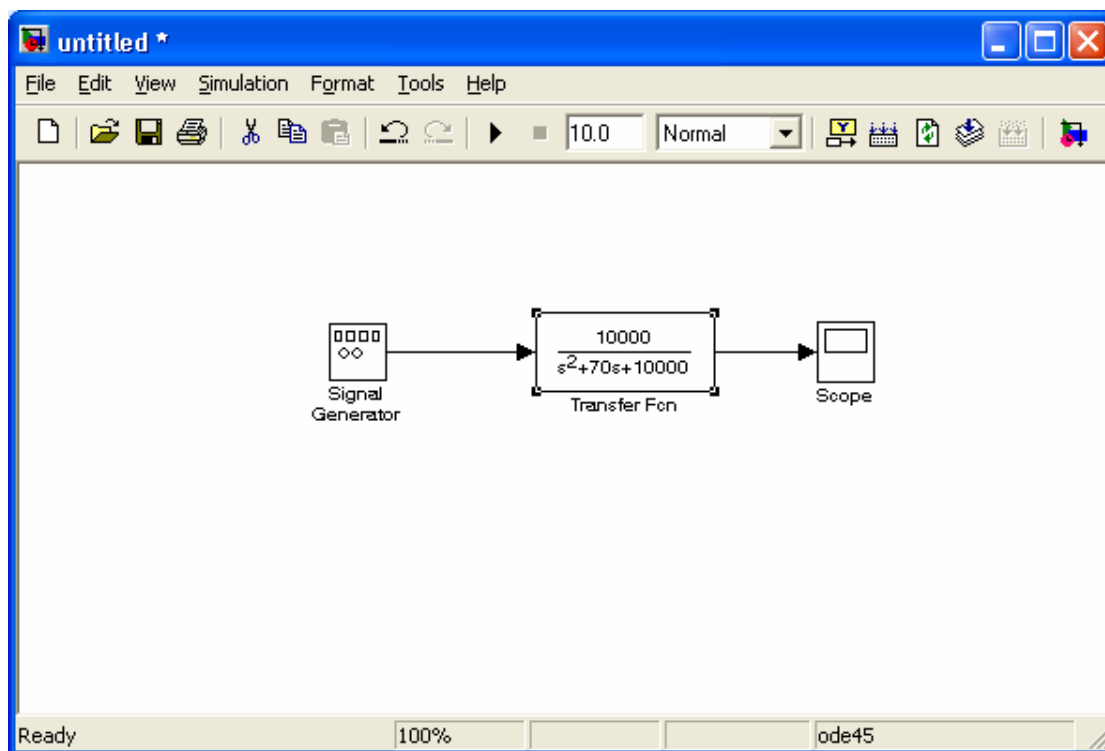 untitled *
File Edit View Simulation Format Tools Help
10.0 Normal
10000
s²+70s+10000
Signal
Generator
Transfer Fcn
Scope
Ready 100% ode45